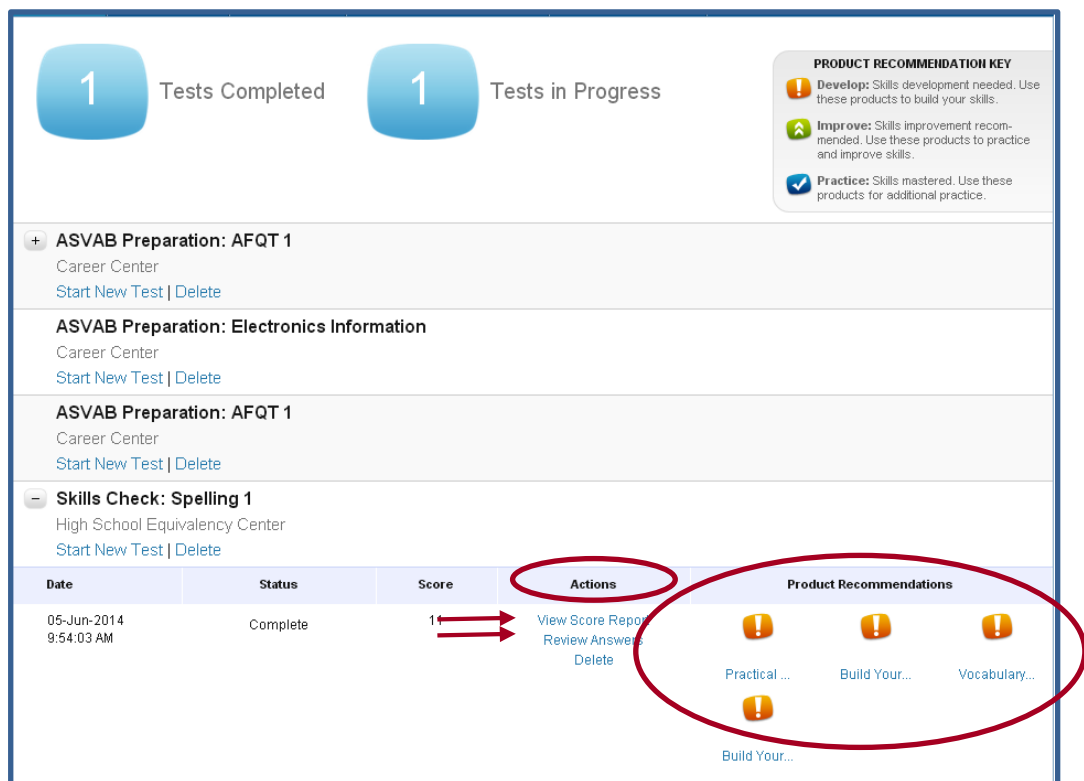 1
Tests Completed
1
Tests in Progress
PRODUCT RECOMMENDATION KEY
Develop: Skills development needed. Use
these products to build your skills.
Improve: Skills improvement recom-
mended. Use these products to practice
and improve skills.
Practice: Skills mastered. Use these
products for additional practice.
+ ASVAB Preparation: AFQT 1
Career Center
Start New Test | Delete
ASVAB Preparation: Electronics Information
Career Center
Start New Test | Delete
ASVAB Preparation: AFQT 1
Career Center
Start New Test | Delete
- Skills Check: Spelling 1
High School Equivalency Center
Start New Test | Delete
Date Status Score Actions Product Recommendations
05-Jun-2014
9:54:03 AM
Complete
View Score Report
Review Answers
Delete
Practical ... Build Your... Vocabulary...
Build Your...